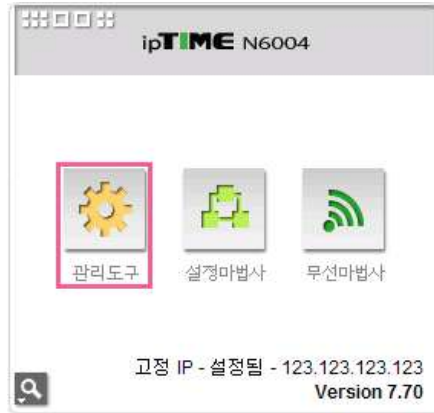 ipTIME N6004
관리도구
설정마법사
무선마법사
고정 IP - 설정됨 - 123.123.123.123
Version 7.70